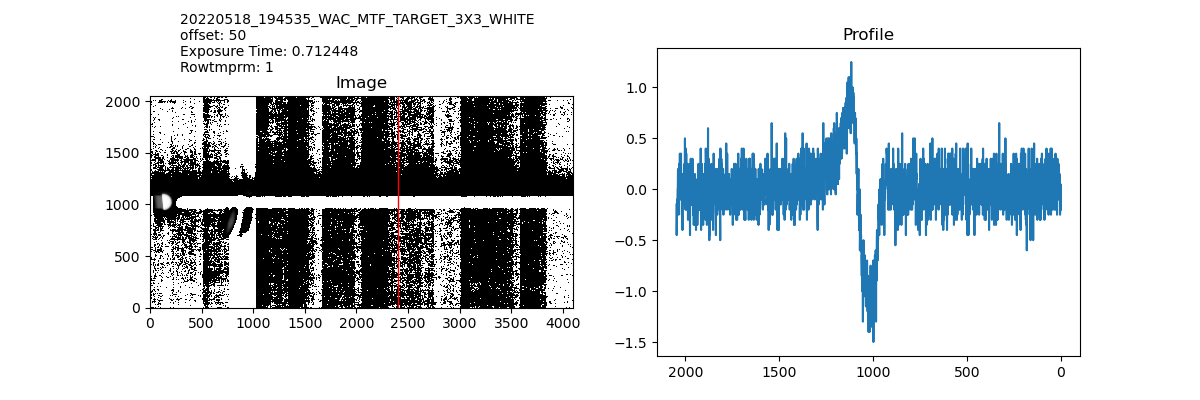 20220518_194535_WAC_MTF_TARGET_3X3_WHITE
offset: 50
Exposure Time: 0.712448
Rowtmprm: 1
Image
2000
1500
1000
500
0
0 500 1000 1500 2000 2500 3000 3500 4000
Profile
1.0
0.5
0.0
−0.5
−1.0
−1.5
2000 1500 1000 500 0